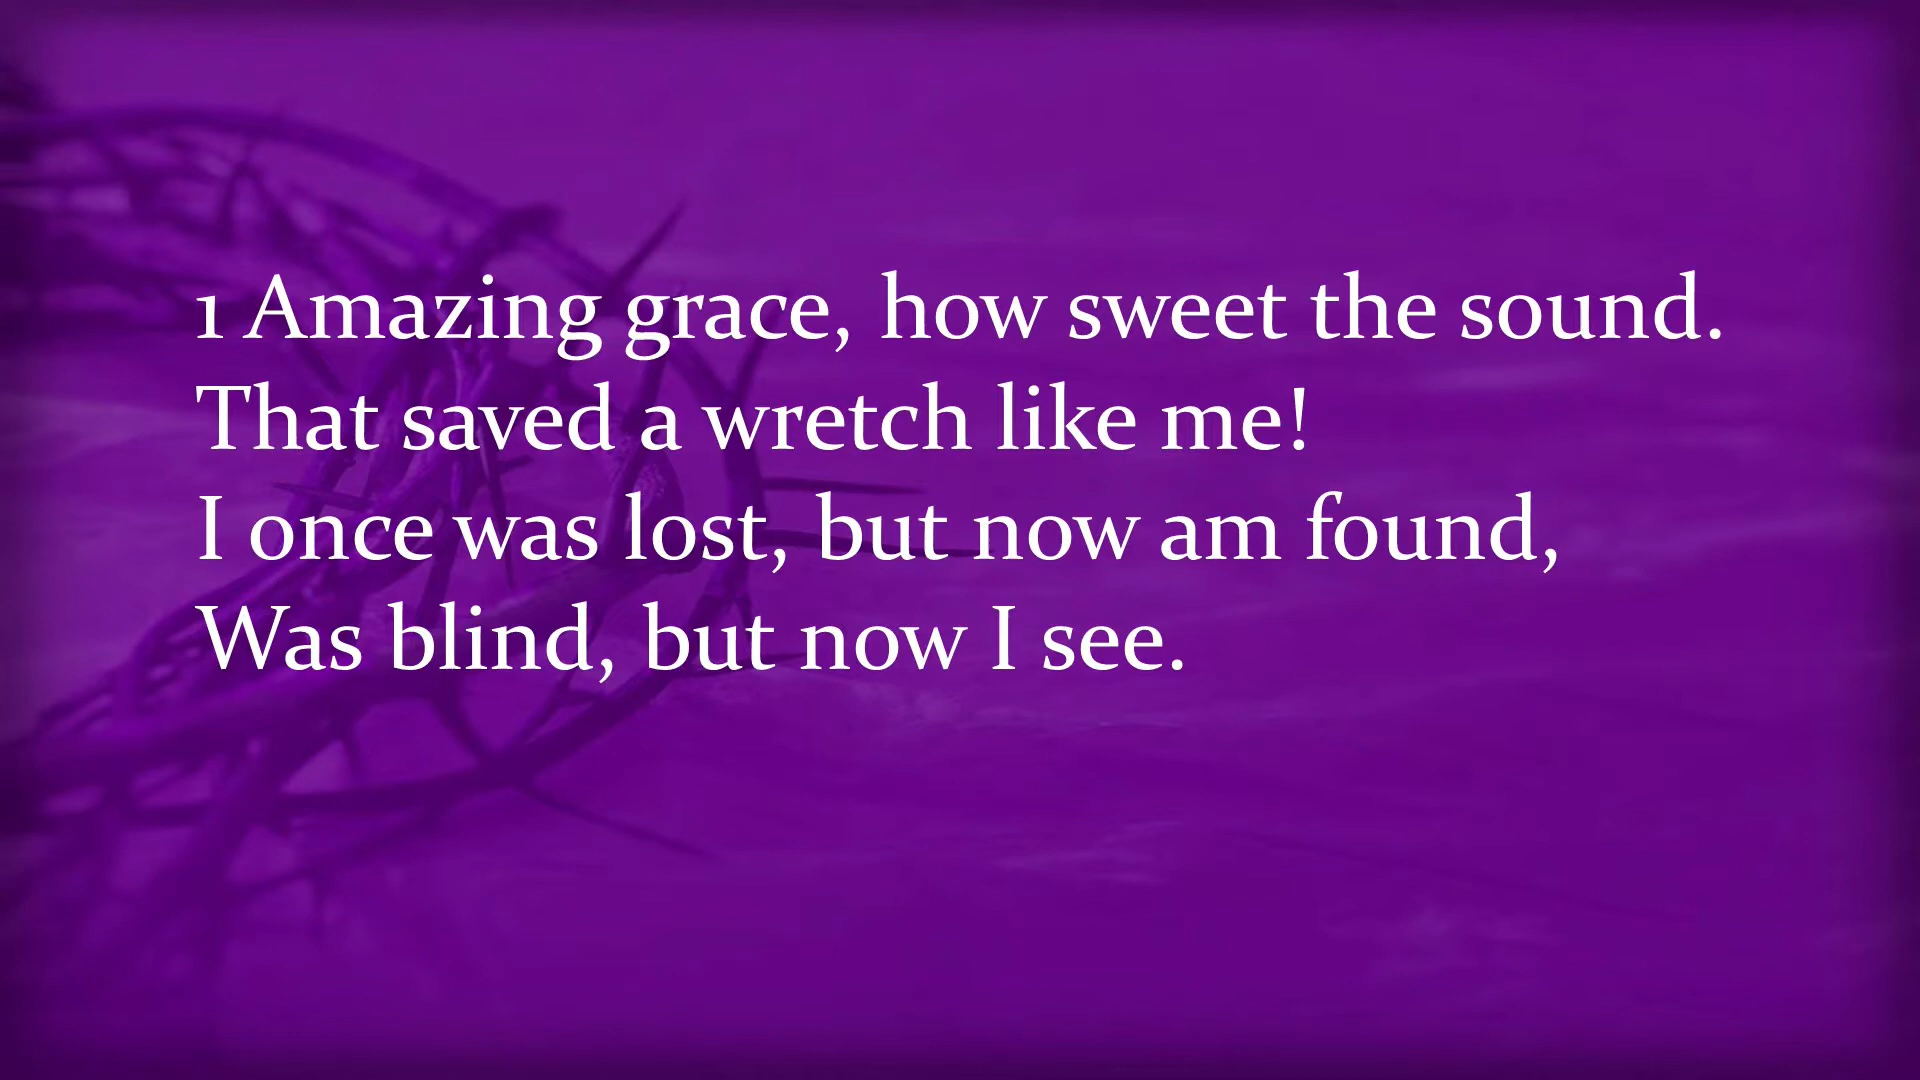 1 Amazing grace, how sweet the sound.
That saved a wretch like me!
I once was lost, but now am found,
Was blind, but now I see.